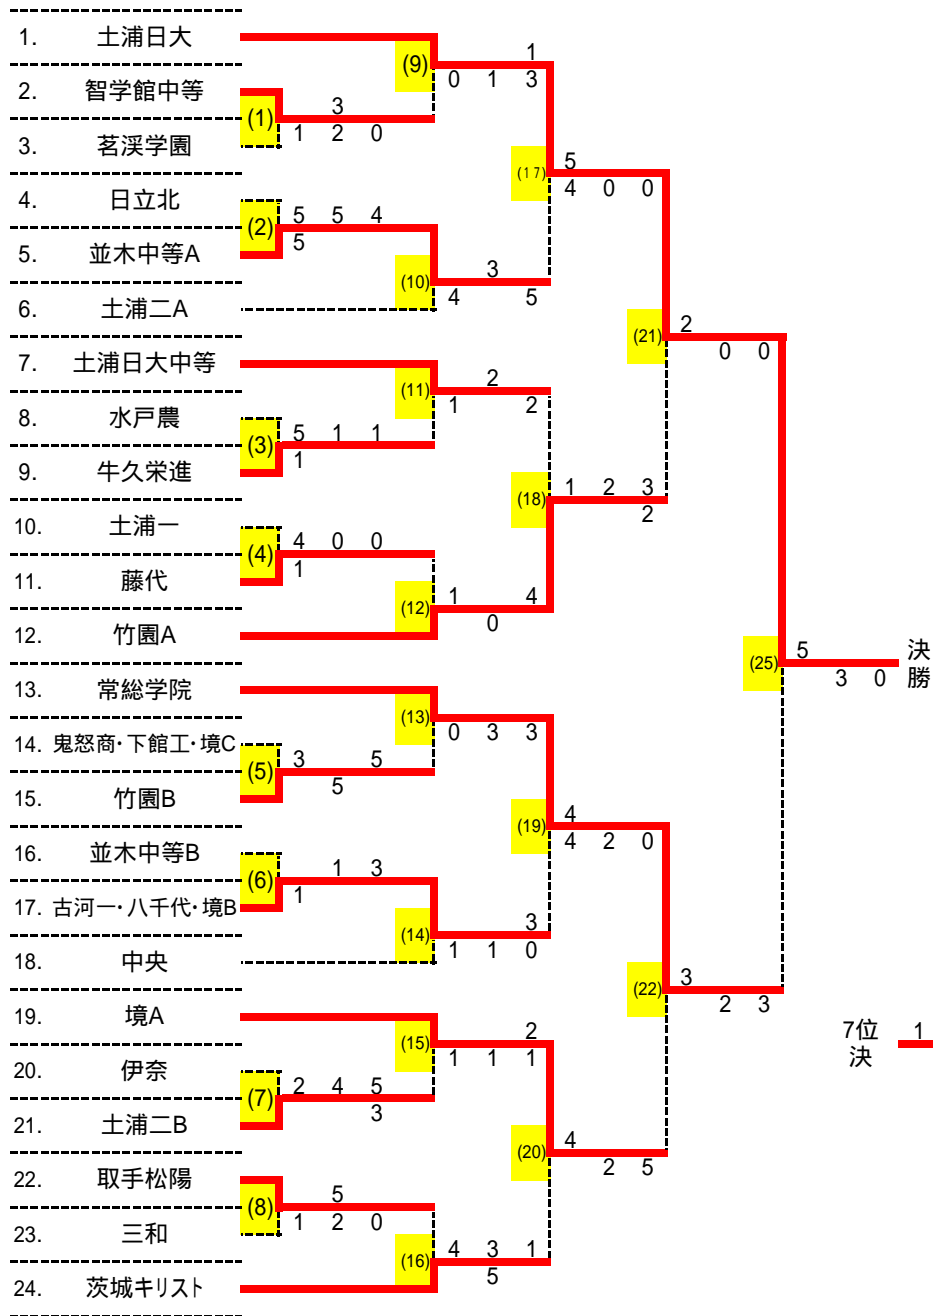 1. 土浦日大
2. 智学館中等
3. 茗渓学園
4. 日立北
5. 並木中等A
6. 土浦二A
7. 土浦日大中等
8. 水戸農
9. 牛久栄進
10. 土浦一
11. 藤代
12. 竹園A
13. 常総学院
14. 鬼怒商・下館工・境C
15. 竹園B
16. 並木中等B
17. 古河一・八千代・境B
18. 中央
19. 境A
20. 伊奈
21. 土浦二B
22. 取手松陽
23. 三和
24. 茨城キリスト
(1)
3
1 2 0
(2)
5 5 4
5
(3)
5 1 1
1
(4)
4 0 0
1
(5)
3 5
5
(6)
1 3
1
(7)
2 4 5
3
(8)
5
1 2 0
(9)
1
0 1 3
(10)
3
4 5
(11)
2
1 2
(12)
1 4
0
(13)
0 3 3
(14)
3
1 1 0
(15)
2
1 1 1
(16)
4 3 1
5
(17)
5
4 0 0
(18)
1 2 3
2
(19)
4
4 2 0
(20)
4
2 5
(21)
2
0 0
(22)
3
2 3
(25)
5
3 0
決
勝
7位
決
1